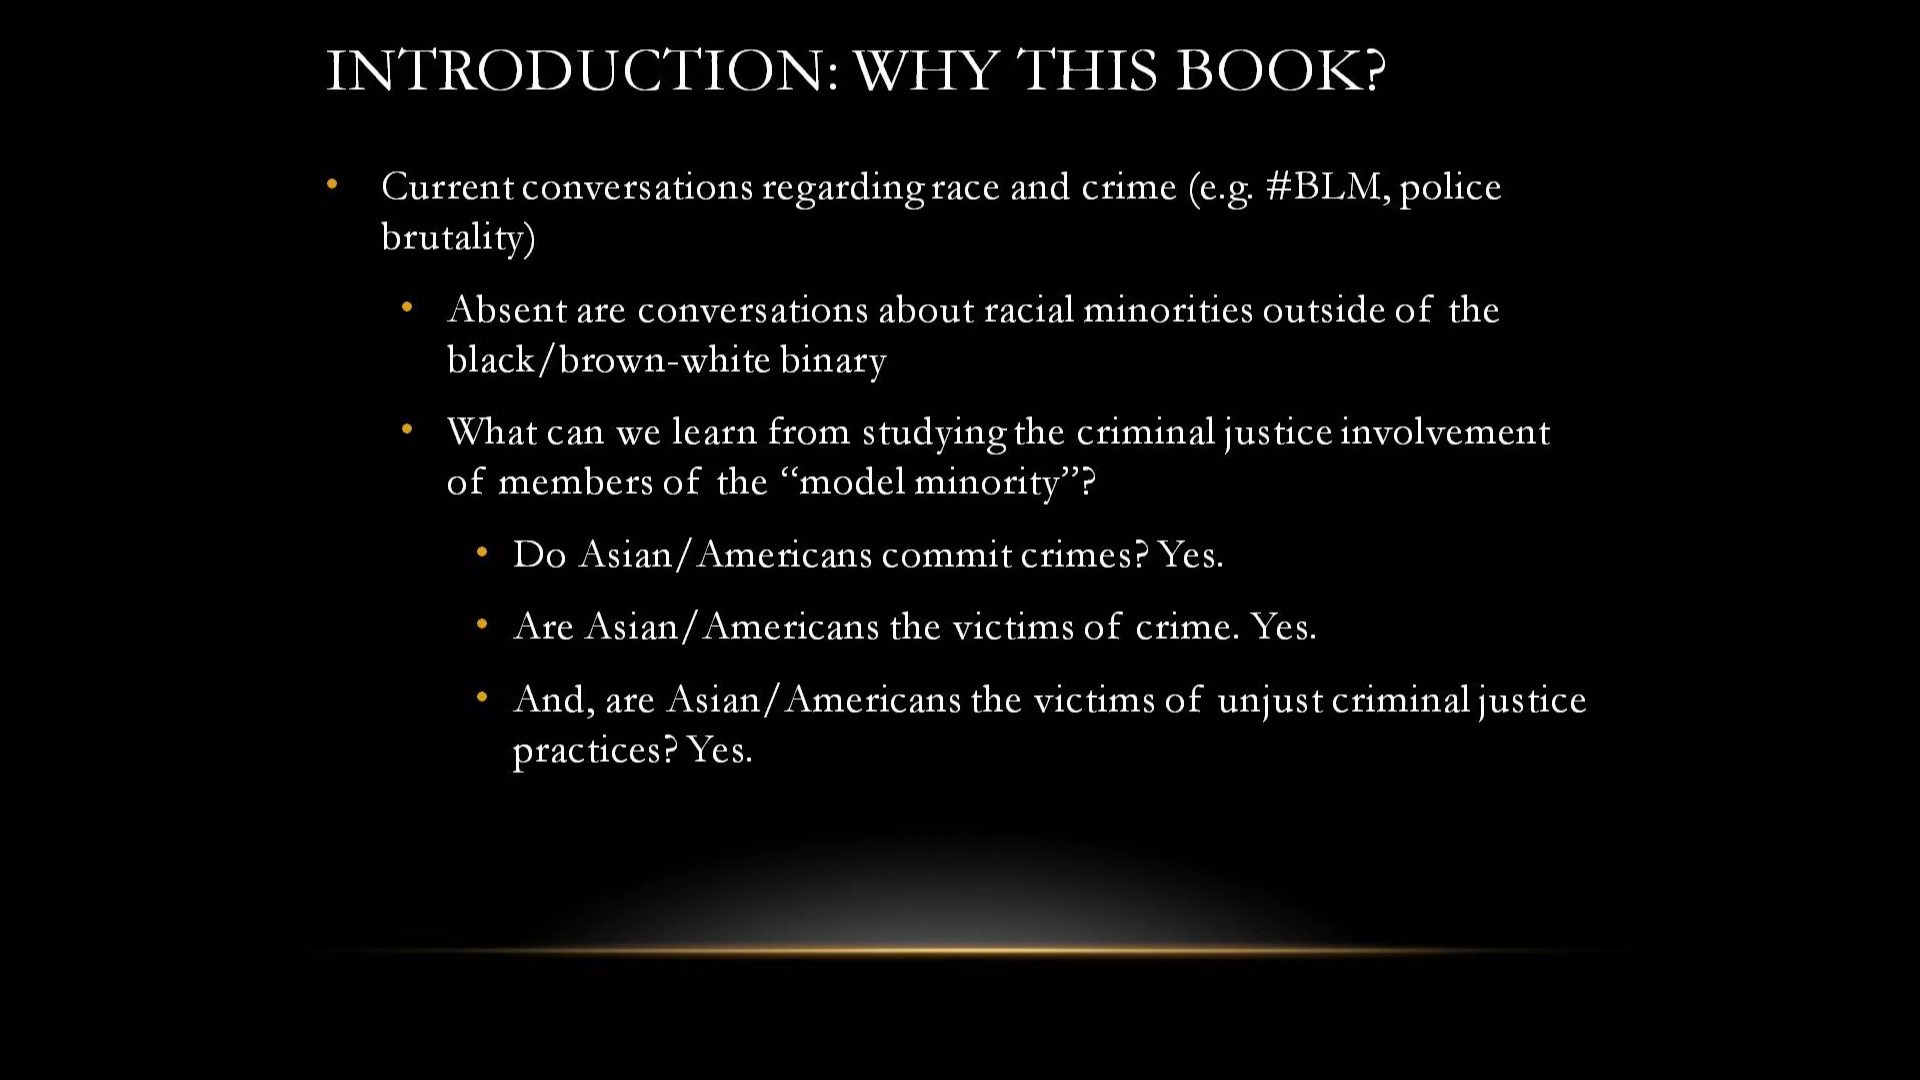 INTRODUCTION: WHY THIS BOOK?
• Current conversations regarding race and crime (e.g. #BLM, police
brutality)
• Absent are conversations about racial minorities outside of the
black/brown-white binary
• What can we learn from studying the criminal justice involvement
of members of the “model minority”?
• Do Asian/Americans commit crimes? Yes.
• Are Asian/Americans the victims of crime. Yes.
• And, are Asian/Americans the victims of unjust criminal justice
practices? Yes.